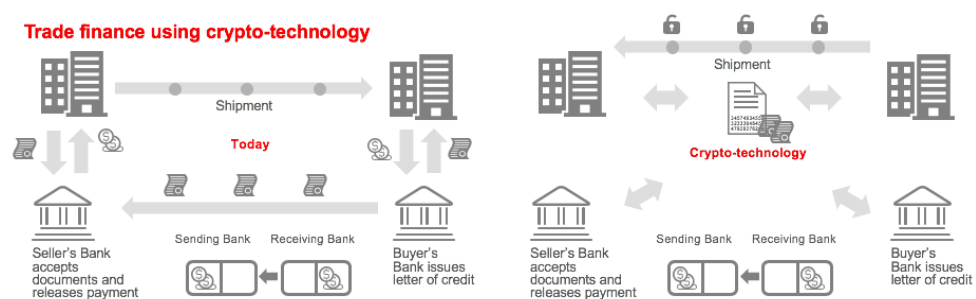 Trade finance using crypto-technology
Shipment
Today
Sending Bank
Receiving Bank
Seller's Bank
accepts
documents and
releases payment
Buyer's
Bank issues
letter of credit
Shipment
Crypto-technology
Sending Bank
Receiving Bank
Seller's Bank
accepts
documents and
releases payment
Buyer's
Bank issues
letter of credit